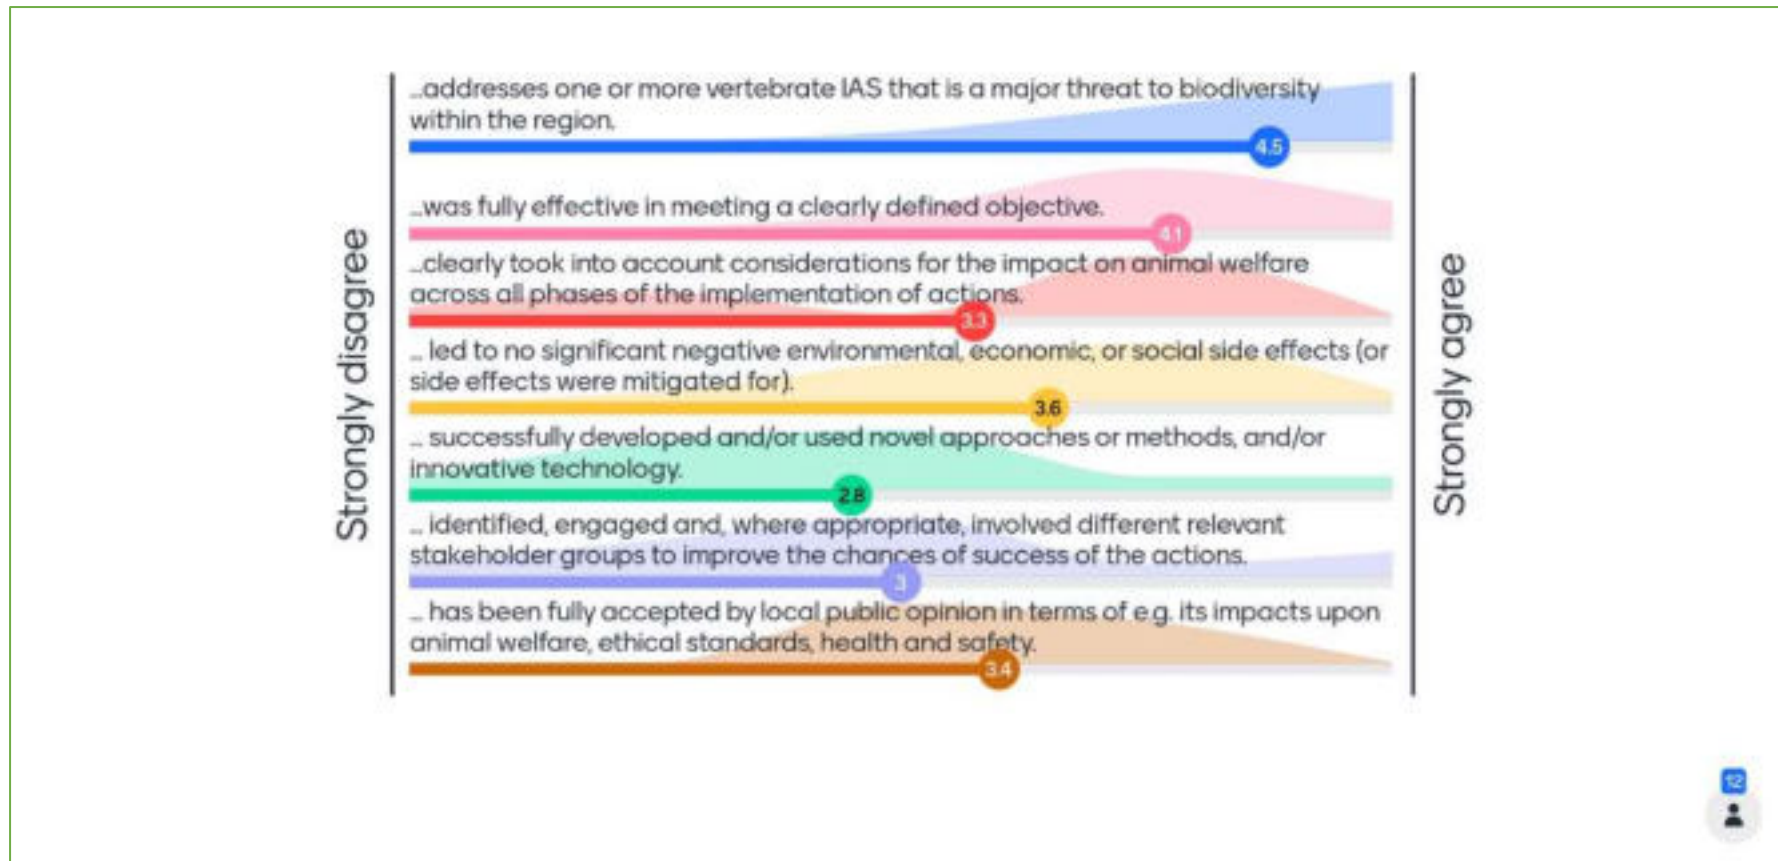 ...addresses one or more vertebrate IAS that is a major threat to biodiversity
within the region.
4.5
...was fully effective in meeting a clearly defined objective.
4.1
...clearly took into account considerations for the impact on animal welfare
across all phases of the implementation of actions.
3.3
... led to no significant negative environmental, economic, or social side effects (or
side effects were mitigated for).
3.6
... successfully developed and/or used novel approaches or methods, and/or
innovative technology.
2.8
... identified, engaged and, where appropriate, involved different relevant
stakeholder groups to improve the chances of success of the actions.
3
... has been fully accepted by local public opinion in terms of e.g. its impacts upon
animal welfare, ethical standards, health and safety.
3.4
Strongly disagree
Strongly agree
12